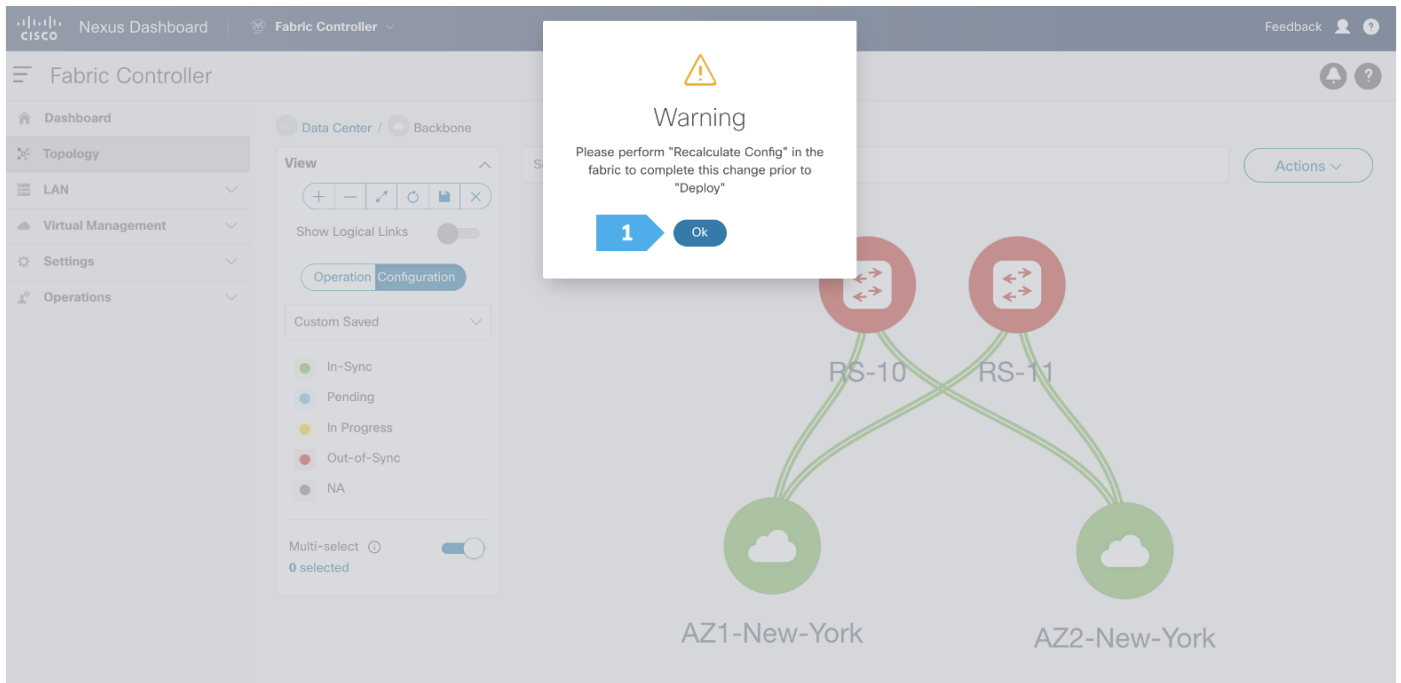 CISCO Nexus Dashboard Fabric Controller Feedback ?
Fabric Controller ?
Dashboard
Topology
LAN
Virtual Management
Settings
Operations
Data Center / Backbone
View
Show Logical Links
Operation Configuration
Custom Saved
In-Sync
Pending
In Progress
Out-of-Sync
NA
Multi-select
0 selected
Warning
Please perform "Recalculate Config" in the
fabric to complete this change prior to
"Deploy"
1 Ok
Actions
RS-10 RS-11
AZ1-New-York
AZ2-New-York